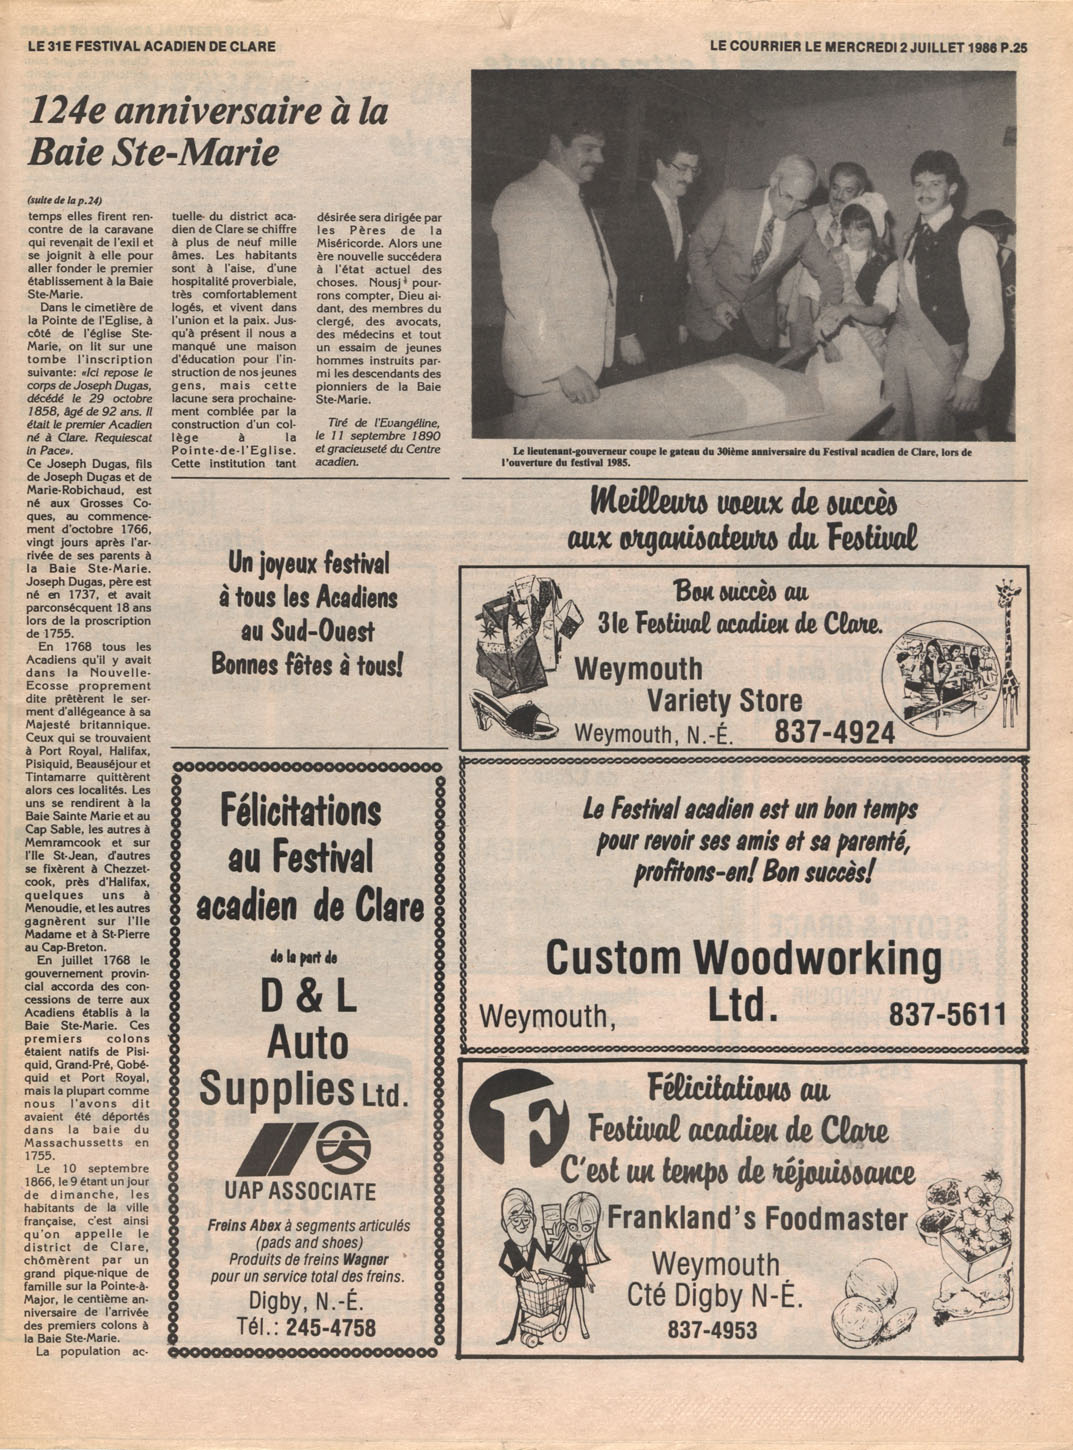 LE 31E FESTIVAL ACADIEN DE CLARE
LE COURRIER LE MERCREDI 2 JUILLET 1986 P.25
124e anniversaire à la
Baie Ste-Marie
(suite de la p.24)
temps elles firent ren-
contre de la caravane
qui revenait de l'exil et
se joignit à elle pour
aller fonder le premier
établissement à la Baie
Ste-Marie.
Dans le cimetière de
la Pointe de l'Eglise, à
côté de l'église Ste-
Marie, on lit sur une
tombe l'inscription
suivante: «Ici repose le
corps de Joseph Dugas,
décédé le 29 octobre
1858, âgé de 92 ans. Il
était le premier Acadien
né à Clare. Requiescat
in Pace».
Ce Joseph Dugas, fils
de Joseph Dugas et de
Marie-Robichaud, est
né aux Grosses Co-
ques, au commence-
ment d'octobre 1766,
vingt jours après l'ar-
rivée de ses parents à
la Baie Ste-Marie.
Joseph Dugas, père est
né en 1737, et avait
parconsécquent 18 ans
lors de la proscription
de 1755.
En 1768 tous les
Acadiens qu'il y avait
dans la Nouvelle-
Ecosse proprement
dite prêtèrent le ser-
ment d'allégeance à sa
Majesté britannique.
Ceux qui se trouvaient
à Port Royal, Halifax,
Pisiquid, Beauséjour et
Tintamarre quittèrent
alors ces localités. Les
uns se rendirent à la
Baie Sainte Marie et au
Cap Sable, les autres à
Memramcook et sur
l'Ile St-Jean, d'autres
se fixèrent à Chezzet-
cook, près d'Halifax,
quelques uns à
Menoudie, et les autres
gagnèrent sur l'Ile
Madame et à St-Pierre
au Cap-Breton.
En juillet 1768 le
gouvernement provin-
cial accorda des con-
cessions de terre aux
Acadiens établis à la
Baie Ste-Marie. Ces
premiers colons
étaient natifs de Pisi-
quid, Grand-Pré, Gobé-
quid et Port Royal,
mais la plupart comme
nous l'avons dit
avaient été déportés
dans la baie du
Massachussetts en
1755.
Le 10 septembre
1866, le 9 étant un jour
de dimanche, les
habitants de la ville
française, c'est ainsi
qu'on appelle le
district de Clare,
chômèrent par un
grand pique-nique de
famille sur la Pointe-à-
Major, le centième an-
niversaire de l'arrivée
des premiers colons à
la Baie Ste-Marie.
La population ac-
tuelle du district aca-
dien de Clare se chiffre
à plus de neuf mille
âmes. Les habitants
sont à l'aise, d'une
hospitalité proverbiale,
très comfortablement
logés, et vivent dans
l'union et la paix. Jus-
qu'à présent il nous a
manqué une maison
d'éducation pour l'in-
struction de nos jeunes
gens, mais cette
lacune sera prochaine-
ment comblée par la
construction d'un col-
lège à la
Pointe-de-l'Eglise.
Cette institution tant
désirée sera dirigée par
les Pères de la
Miséricorde. Alors une
ère nouvelle succédera
à l'état actuel des
choses. Nous pour-
rons compter, Dieu ai-
dant, des membres du
clergé, des avocats,
des médecins et tout
un essaim de jeunes
hommes instruits par-
mi les descendants des
pionniers de la Baie
Ste-Marie.
Tiré de l'Evangéline,
le 11 septembre 1890
et gracieuseté du Centre
acadien.
Le lieutenant-gouverneur coupe le gateau du 30ième anniversaire du Festival acadien de Clare, lors de
l'ouverture du festival 1985.
Un joyeux festival
à tous les Acadiens
au Sud-Ouest
Bonnes fêtes à tous!
Meilleurs voeux de succès
aux organisateurs du Festival
Bon succès au
31e Festival acadien de Clare.
Weymouth
Variety Store
Weymouth, N.-É. 837-4924
Félicitations
au Festival
acadien de Clare
de la part de
D & L
Auto
Supplies Ltd.
UAP ASSOCIATE
Freins Abex à segments articulés
(pads and shoes)
Produits de freins Wagner
pour un service total des freins.
Digby, N.-É.
Tél.: 245-4758
Le Festival acadien est un bon temps
pour revoir ses amis et sa parenté,
profitons-en! Bon succès!
Custom Woodworking
Ltd.
Weymouth, 837-5611
F
Félicitations au
Festival acadien de Clare
C'est un temps de réjouissance
Frankland's Foodmaster
Weymouth
Cté Digby N-É.
837-4953